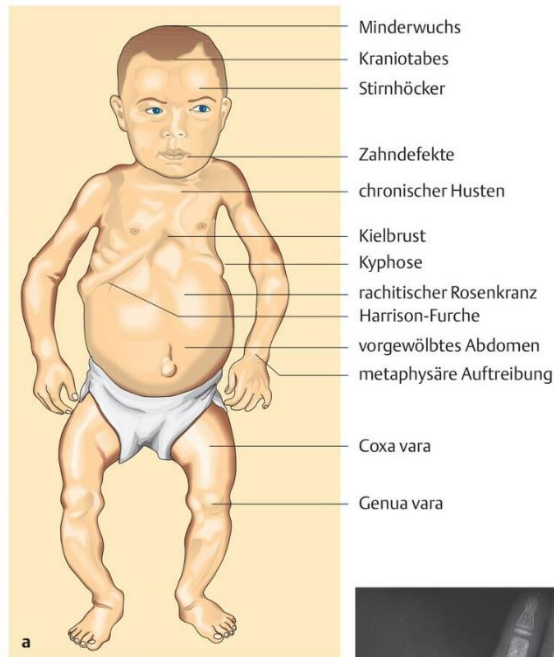 Minderwuchs
Kraniotabes
Stirnhöcker
Zahndefekte
chronischer Husten
Kielbrust
Kyphose
rachitischer Rosenkranz
Harrison-Furche
vorgewölbtes Abdomen
metaphysäre Auftreibung
Coxa vara
Genua vara
a